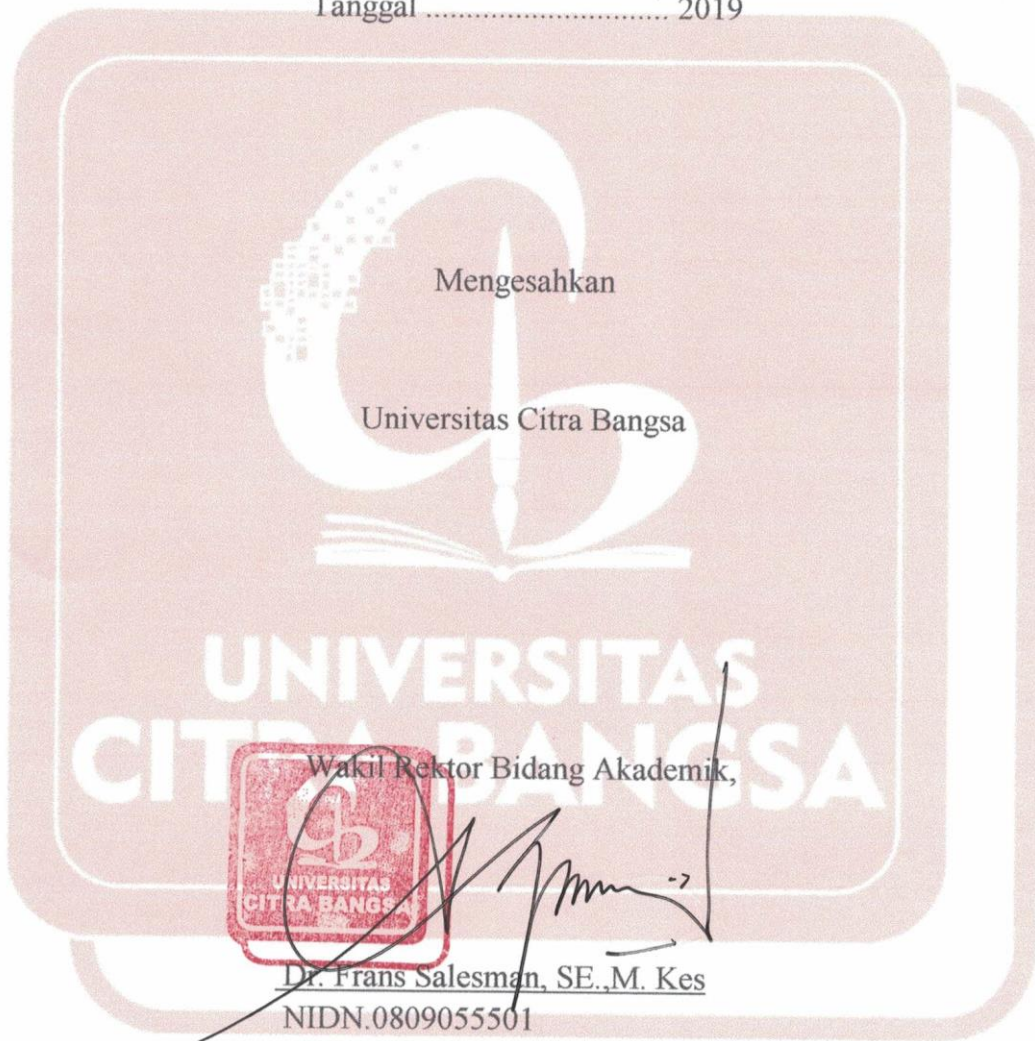 Tanggal ................................ 2019
Mengesahkan
Universitas Citra Bangsa
UNIVERSITAS
CITRA BANGSA
Wakil Rektor Bidang Akademik,
UNIVERSITAS
CITRA BANGSA
Dr. Frans Salesman, SE.,M. Kes
NIDN.0809055501